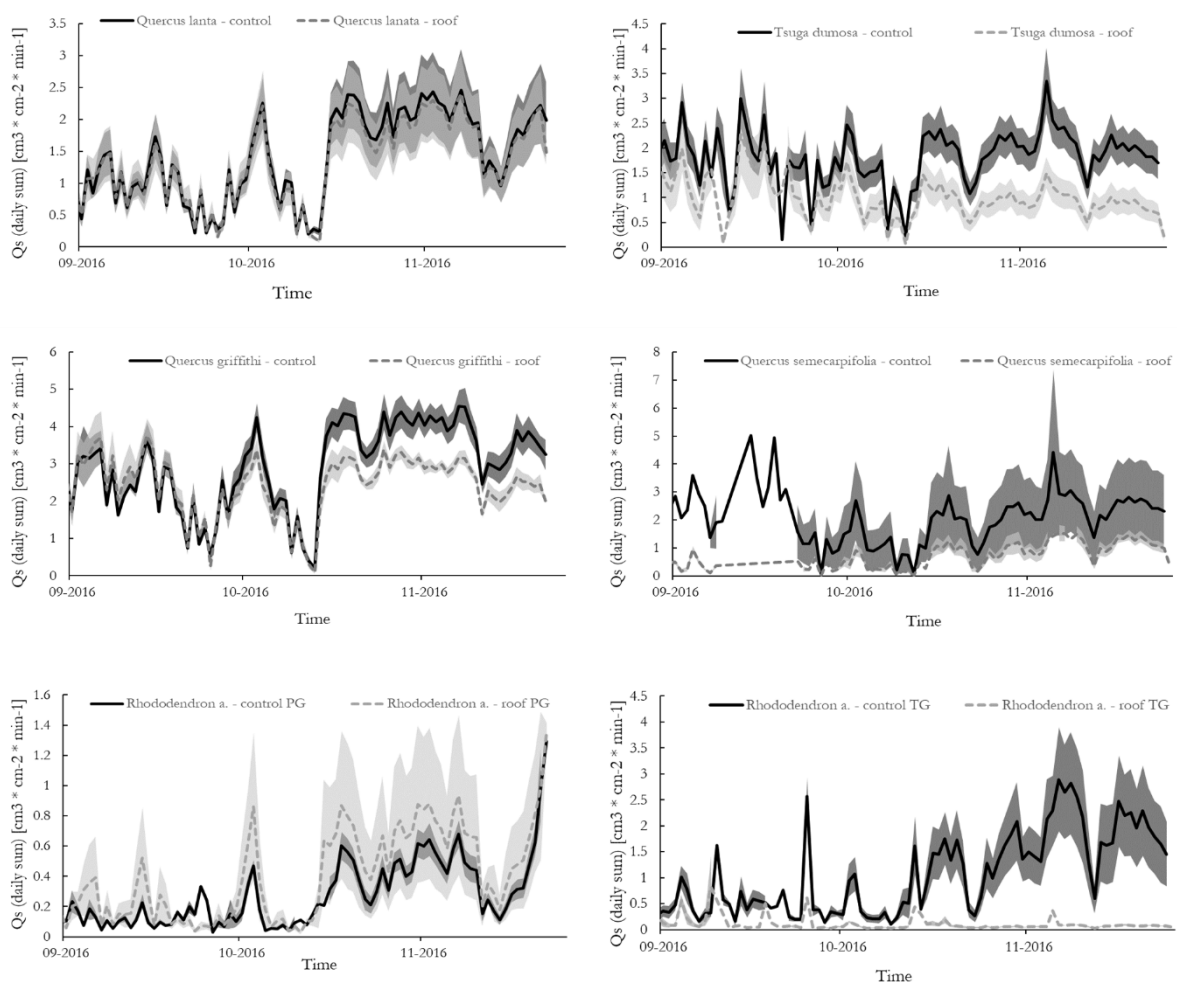 Quercus lanta - control Quercus lanata - roof
Qs (daily sum) [cm3 * cm-2 * min-1]
3.5
3
2.5
2
1.5
1
0.5
0
09-2016 10-2016 11-2016
Time
Tsuga dumosa - control Tsuga dumosa - roof
Qs (daily sum) [cm3 * cm-2 * min-1]
4.5
4
3.5
3
2.5
2
1.5
1
0.5
0
09-2016 10-2016 11-2016
Time
Quercus griffithi - control Quercus griffithi - roof
Qs (daily sum) [cm3 * cm-2 * min-1]
6
5
4
3
2
1
0
09-2016 10-2016 11-2016
Time
Quercus semecarpifolia - control Quercus semecarpifolia - roof
Qs (daily sum) [cm3 * cm-2 * min-1]
8
7
6
5
4
3
2
1
0
09-2016 10-2016 11-2016
Time
Rhododendron a. - control PG Rhododendron a. - roof PG
Qs (daily sum) [cm3 * cm-2 * min-1]
1.6
1.4
1.2
1
0.8
0.6
0.4
0.2
0
09-2016 10-2016 11-2016
Time
Rhododendron a. - control TG Rhododendron a. - roof TG
Qs (daily sum) [cm3 * cm-2 * min-1]
4.5
4
3.5
3
2.5
2
1.5
1
0.5
0
09-2016 10-2016 11-2016
Time